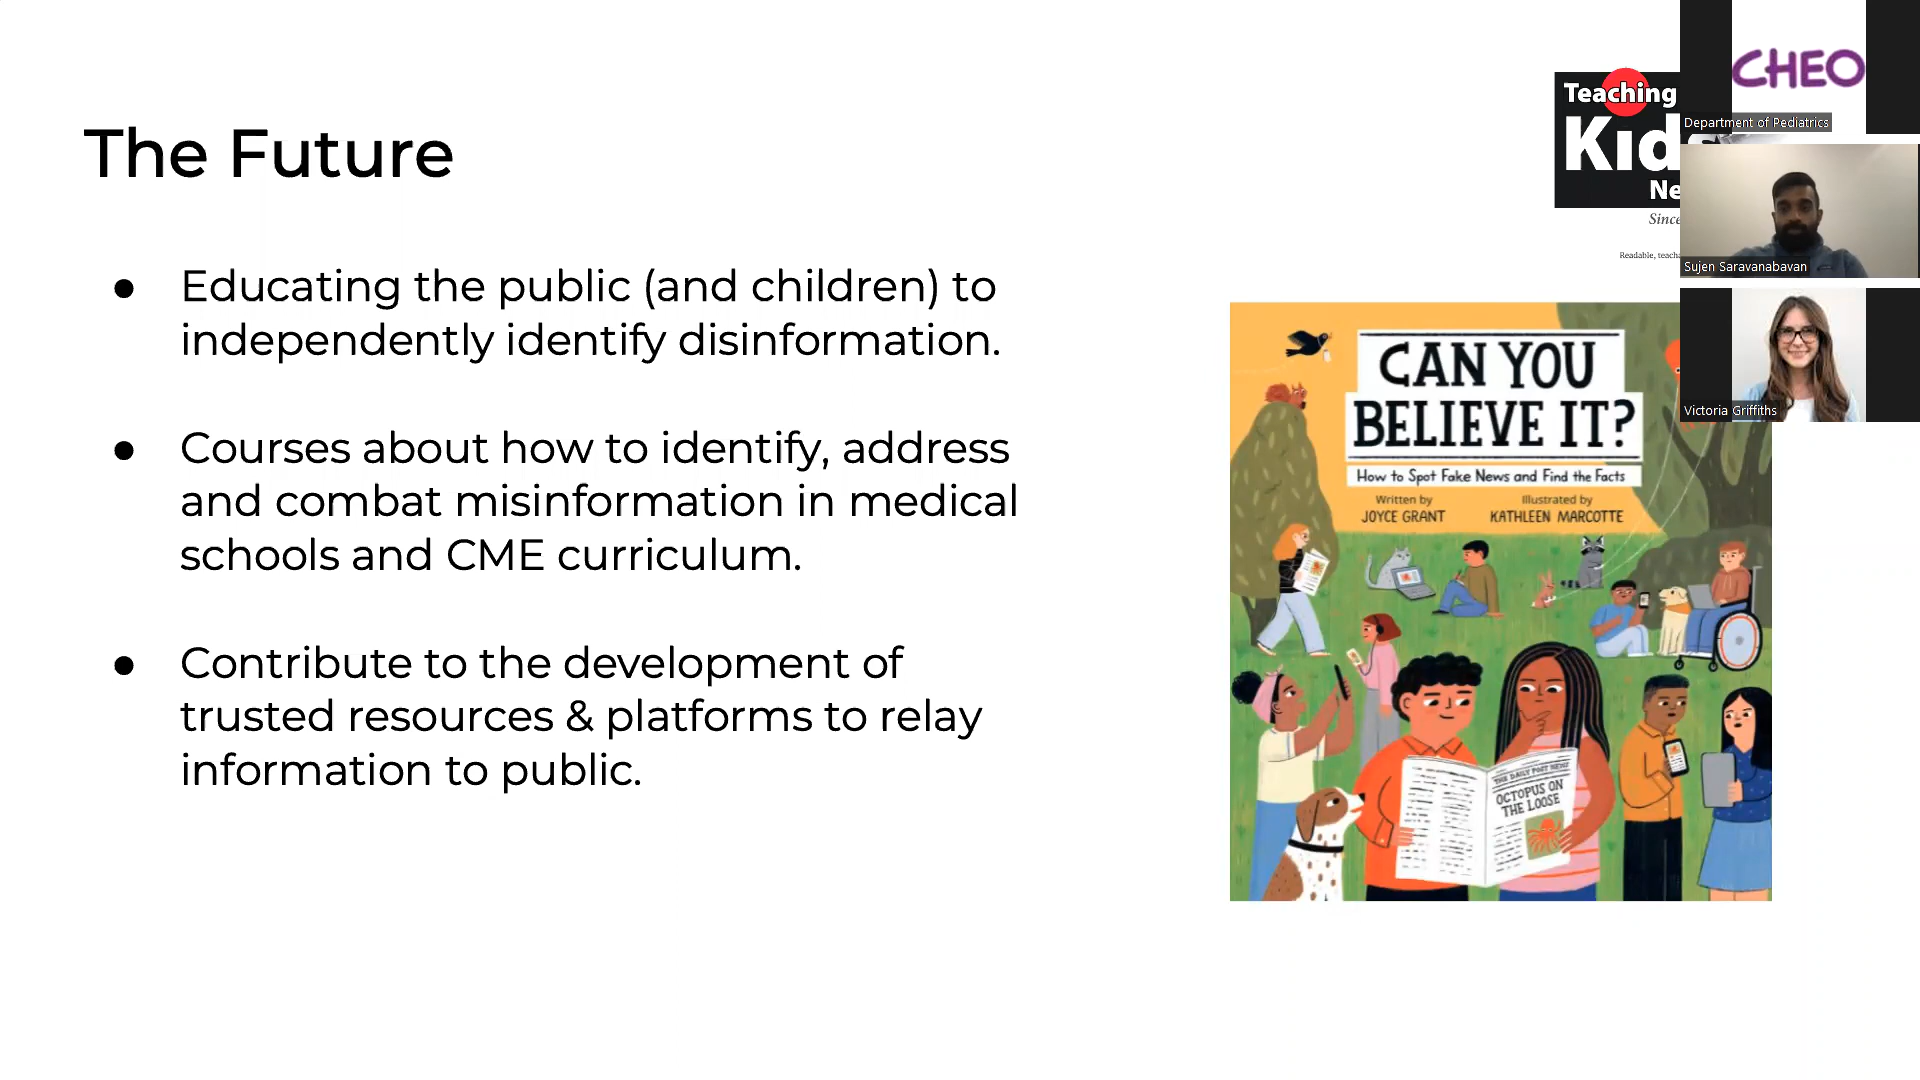 The Future
● Educating the public (and children) to
independently identify disinformation.
● Courses about how to identify, address
and combat misinformation in medical
schools and CME curriculum.
● Contribute to the development of
trusted resources & platforms to relay
information to public.
Teaching
Kids
Ne
Since
Readable, teacha
CAN YOU
BELIEVE IT?
How to Spot Fake News and Find the Facts
Written by
JOYCE GRANT
Illustrated by
KATHLEEN MARCOTTE
THE DAILY POST NEWS
OCTOPUS ON
THE LOOSE
CHEO
Department of Pediatrics
Sujen Saravanabavan
Victoria Griffiths